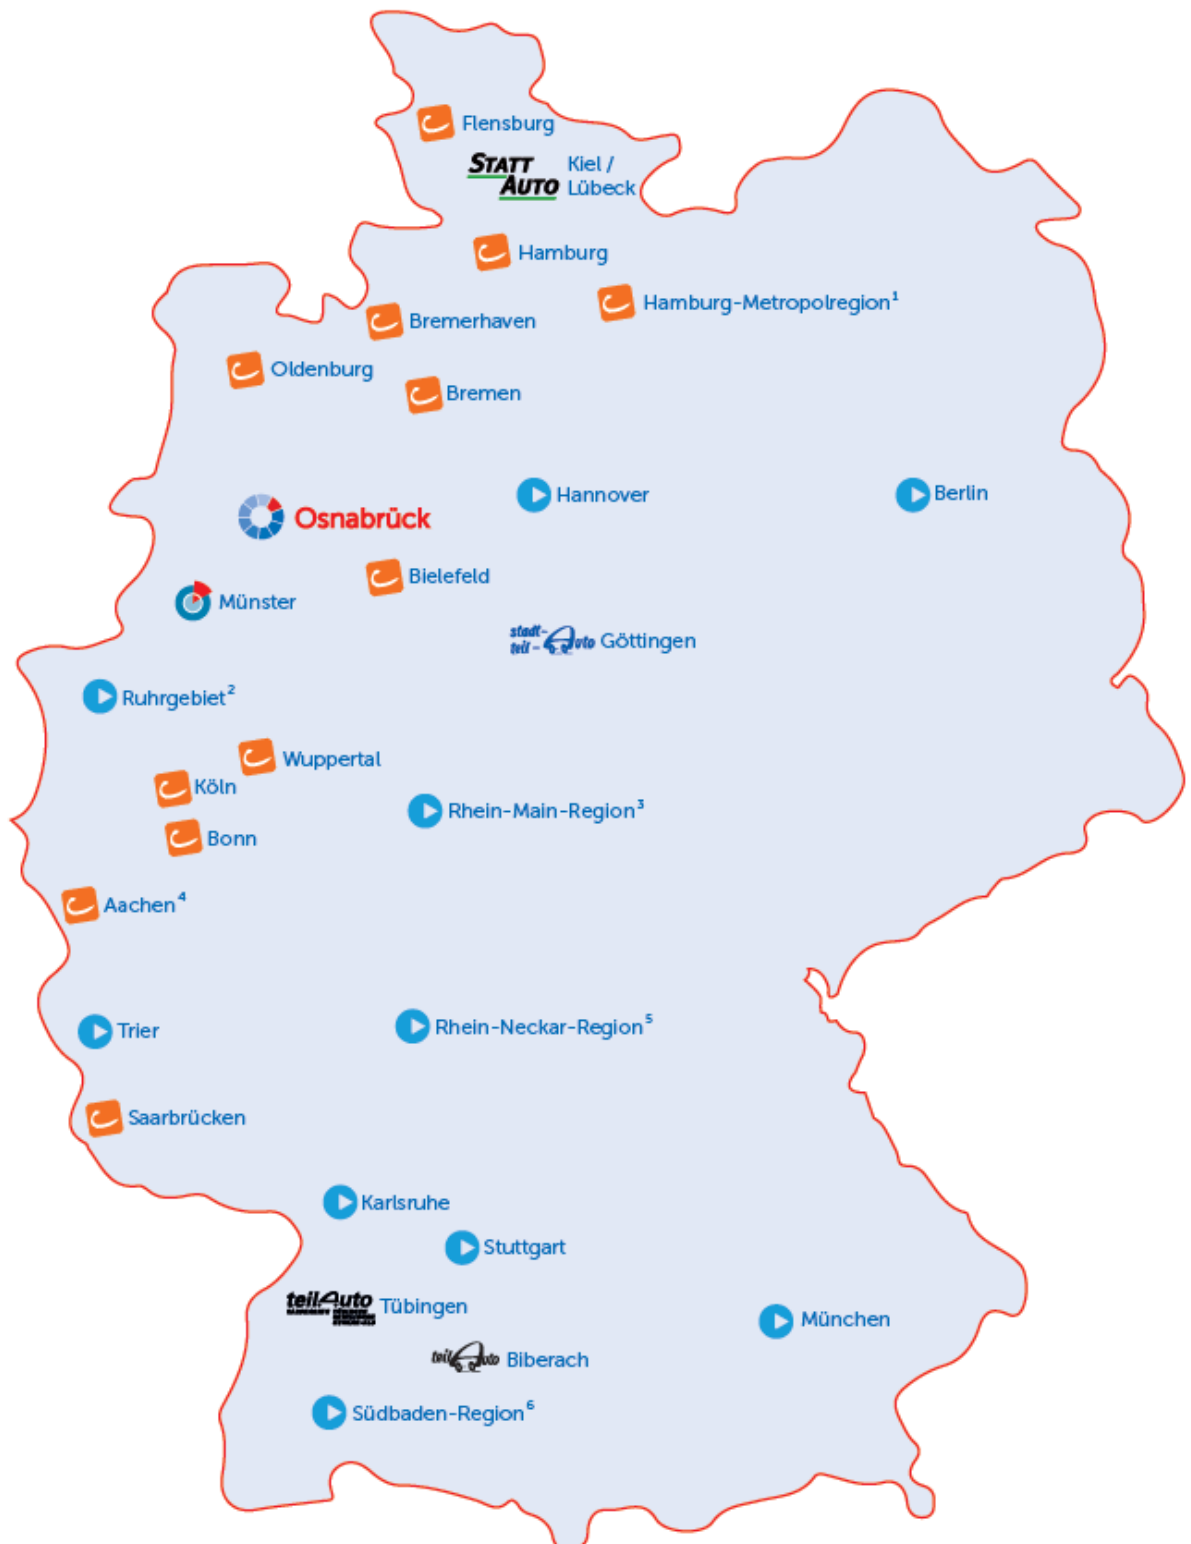 Flensburg
STATT AUTO
Kiel /
Lübeck
Hamburg
Hamburg-Metropolregion¹
Bremerhaven
Oldenburg
Bremen
Hannover
Berlin
Osnabrück
Bielefeld
Münster
stadt-
teil-Auto Göttingen
Ruhrgebiet²
Wuppertal
Köln
Rhein-Main-Region³
Bonn
Aachen⁴
Trier
Rhein-Neckar-Region⁵
Saarbrücken
Karlsruhe
Stuttgart
teilAuto Tübingen
München
teilAuto Biberach
Südbaden-Region⁶